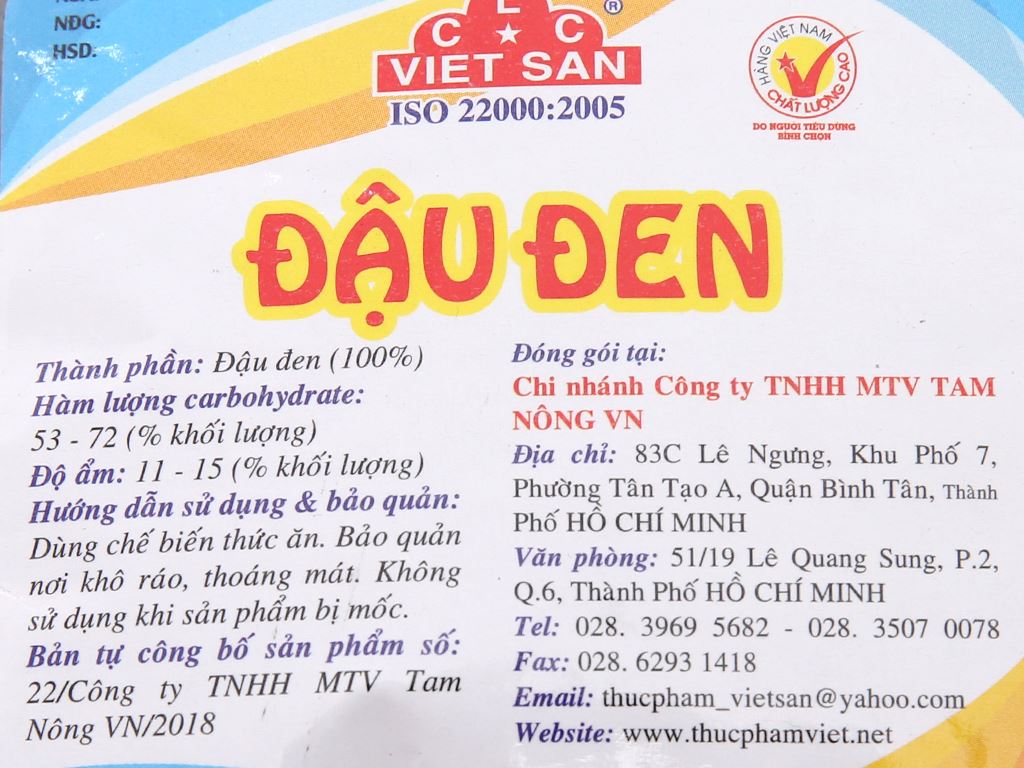 NĐG:
HSD:
C L C
®
VIET SAN
ISO 22000:2005
HÀNG VIỆT NAM
CHẤT LƯỢNG CAO
DO NGƯỜI TIÊU DÙNG
BÌNH CHỌN
ĐẬU ĐEN
Thành phần: Đậu đen (100%)
Hàm lượng carbohydrate:
53 - 72 (% khối lượng)
Độ ẩm: 11 - 15 (% khối lượng)
Hướng dẫn sử dụng & bảo quản:
Dùng chế biến thức ăn. Bảo quản
nơi khô ráo, thoáng mát. Không
sử dụng khi sản phẩm bị mốc.
Bản tự công bố sản phẩm số:
22/Công ty TNHH MTV Tam
Nông VN/2018
Đóng gói tại:
Chi nhánh Công ty TNHH MTV TAM
NÔNG VN
Địa chỉ: 83C Lê Ngưng, Khu Phố 7,
Phường Tân Tạo A, Quận Bình Tân, Thành
Phố HỒ CHÍ MINH
Văn phòng: 51/19 Lê Quang Sung, P.2,
Q.6, Thành Phố HỒ CHÍ MINH
Tel: 028. 3969 5682 - 028. 3507 0078
Fax: 028. 6293 1418
Email: thucpham_vietsan@yahoo.com
Website: www.thucphamviet.net